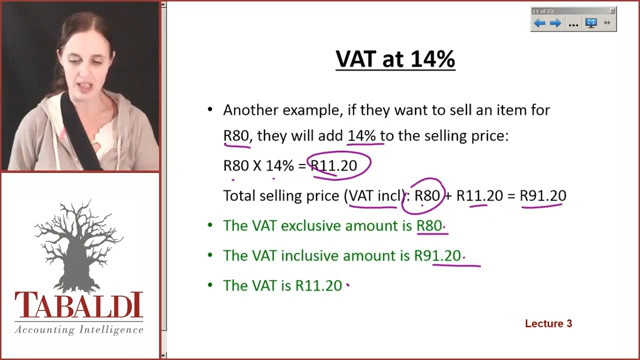 11 of 23
VAT at 14%
• Another example, if they want to sell an item for
R80, they will add 14% to the selling price:
R80 X 14% = R11.20
Total selling price (VAT incl): R80 + R11.20 = R91.20
• The VAT exclusive amount is R80.
• The VAT inclusive amount is R91.20.
• The VAT is R11.20
TABALDI
Accounting Intelligence
Lecture 3